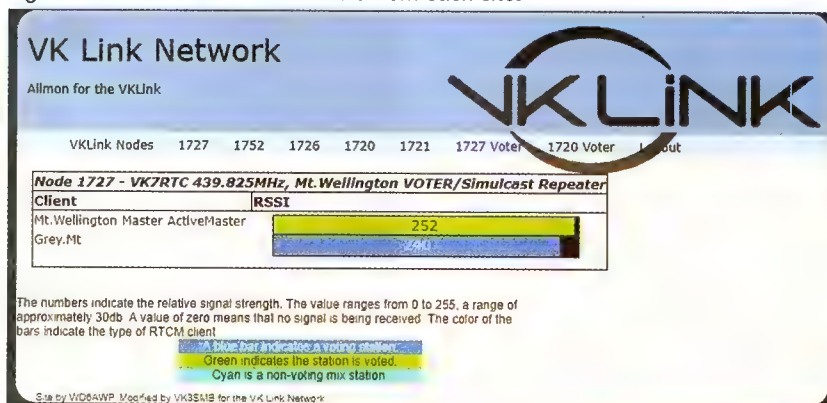 VK Link Network
Allmon for the VKLink
VKLiNK
VKLink Nodes 1727 1752 1726 1720 1721 1727 Voter 1720 Voter
Node 1727 - VK7RTC 439.825MHz, Mt.Wellington VOTER/Simulcast Repeater
Client RSSI
Mt.Wellington Master ActiveMaster 252
Grey.Mt 240
The numbers indicate the relative signal strength. The value ranges from 0 to 255, a range of
approximately 30db. A value of zero means that no signal is being received. The color of the
bars indicate the type of RTCM client
A blue bar indicates a voting station.
Green indicates the station is voted.
Cyan is a non-voting mix station
Site by WD6AWP. Modified by VK3SMB for the VK Link Network